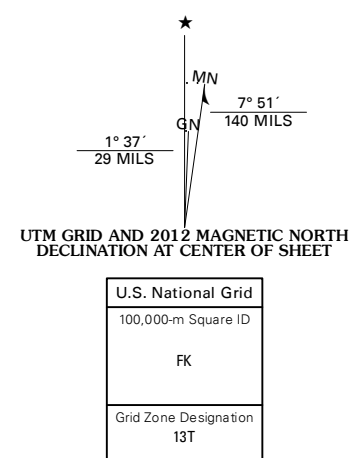 ★
MN
7° 51´
140 MILS
GN
1° 37´
29 MILS
UTM GRID AND 2012 MAGNETIC NORTH
DECLINATION AT CENTER OF SHEET
U.S. National Grid
100,000-m Square ID
FK
Grid Zone Designation
13T